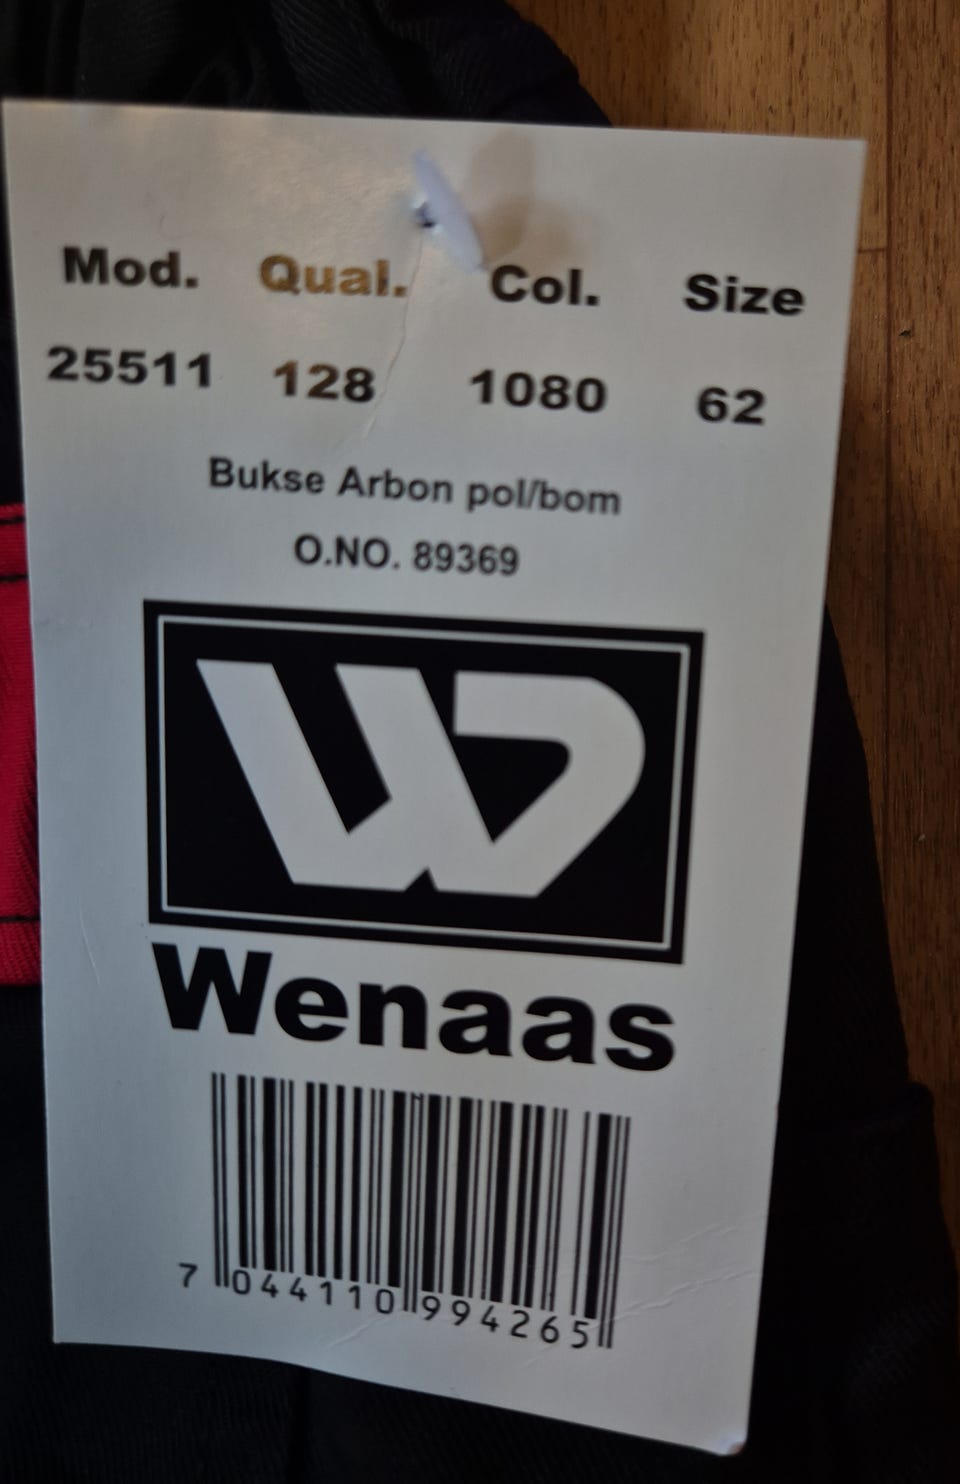 Mod. Qual. Col. Size
25511 128 1080 62
Bukse Arbon pol/bom
O.NO. 89369
Wenaas
7 044110 994265